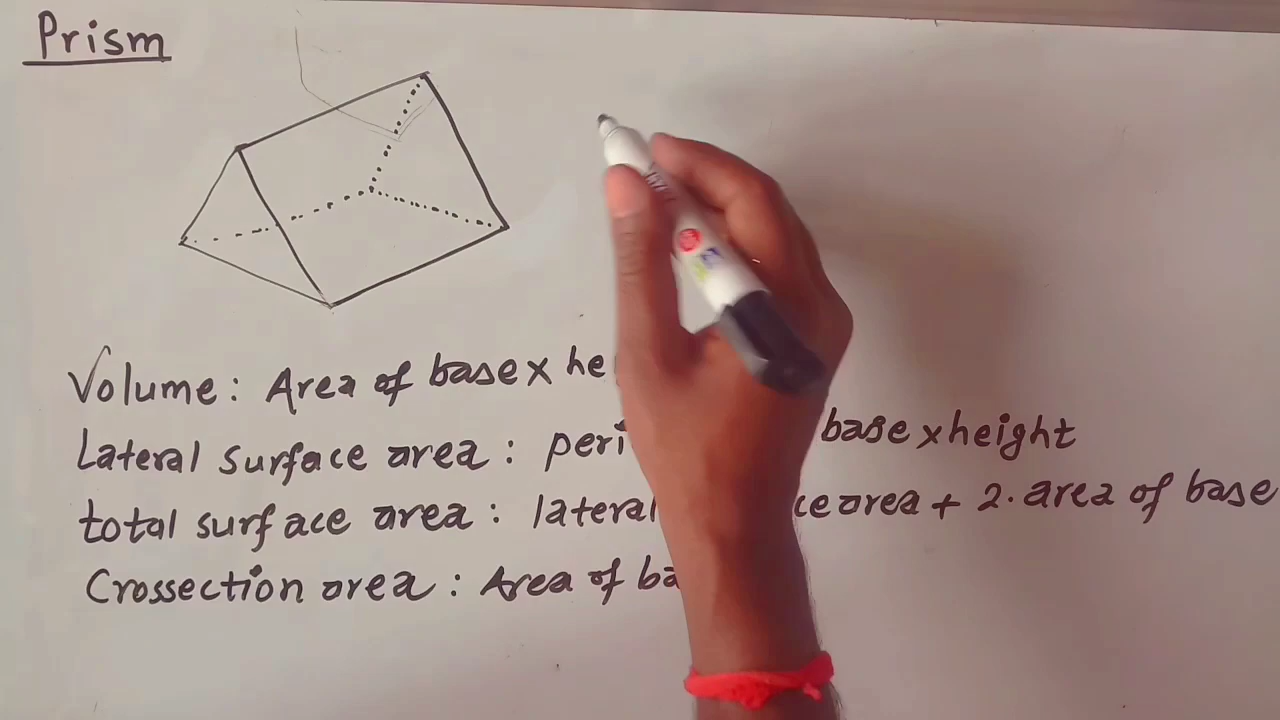 Prism
Volume: Area of base x he
Lateral surface area: peri base x height
total surface area: lateral ce area + 2. area of base
Crossection area: Area of ba